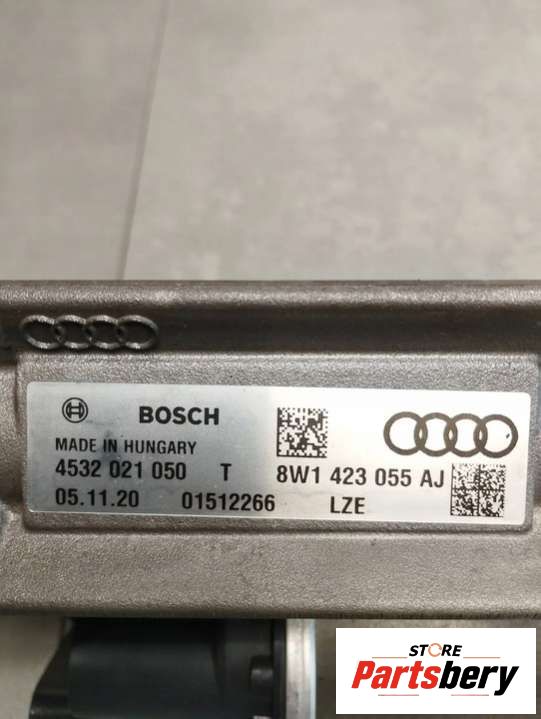 BOSCH
MADE IN HUNGARY
4532 021 050 T 8W1 423 055 AJ
05.11.20 01512266 LZE
STORE
Partsbery